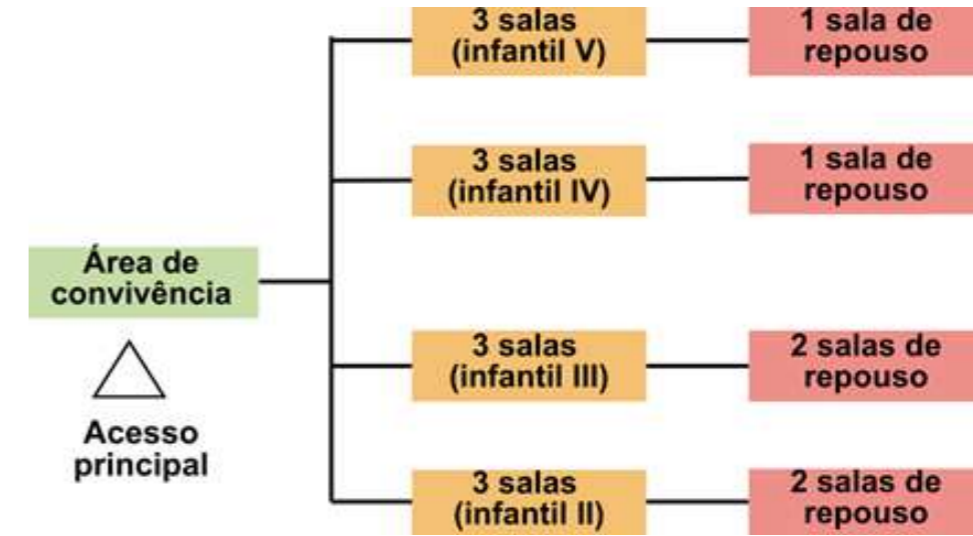 3 salas
(infantil V)
1 sala de
repouso
3 salas
(infantil IV)
1 sala de
repouso
Área de
convivência
3 salas
(infantil III)
2 salas de
repouso
Acesso
principal
3 salas
(infantil II)
2 salas de
repouso